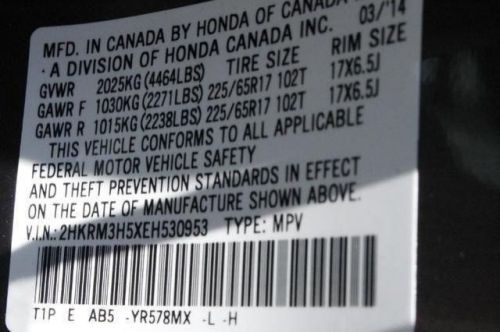 MFD. IN CANADA BY HONDA OF CANADA
· A DIVISION OF HONDA CANADA INC. 03/'14
GVWR 2025KG(4464LBS) TIRE SIZE RIM SIZE
GAWR F 1030KG(2271LBS) 225/65R17 102T 17X6.5J
GAWR R 1015KG(2238LBS) 225/65R17 102T 17X6.5J
THIS VEHICLE CONFORMS TO ALL APPLICABLE
FEDERAL MOTOR VEHICLE SAFETY
AND THEFT PREVENTION STANDARDS IN EFFECT
ON THE DATE OF MANUFACTURE SHOWN ABOVE.
V.I.N.:2HKRM3H5XEH530953 TYPE: MPV
T1P E AB5 -YR578MX -L -H